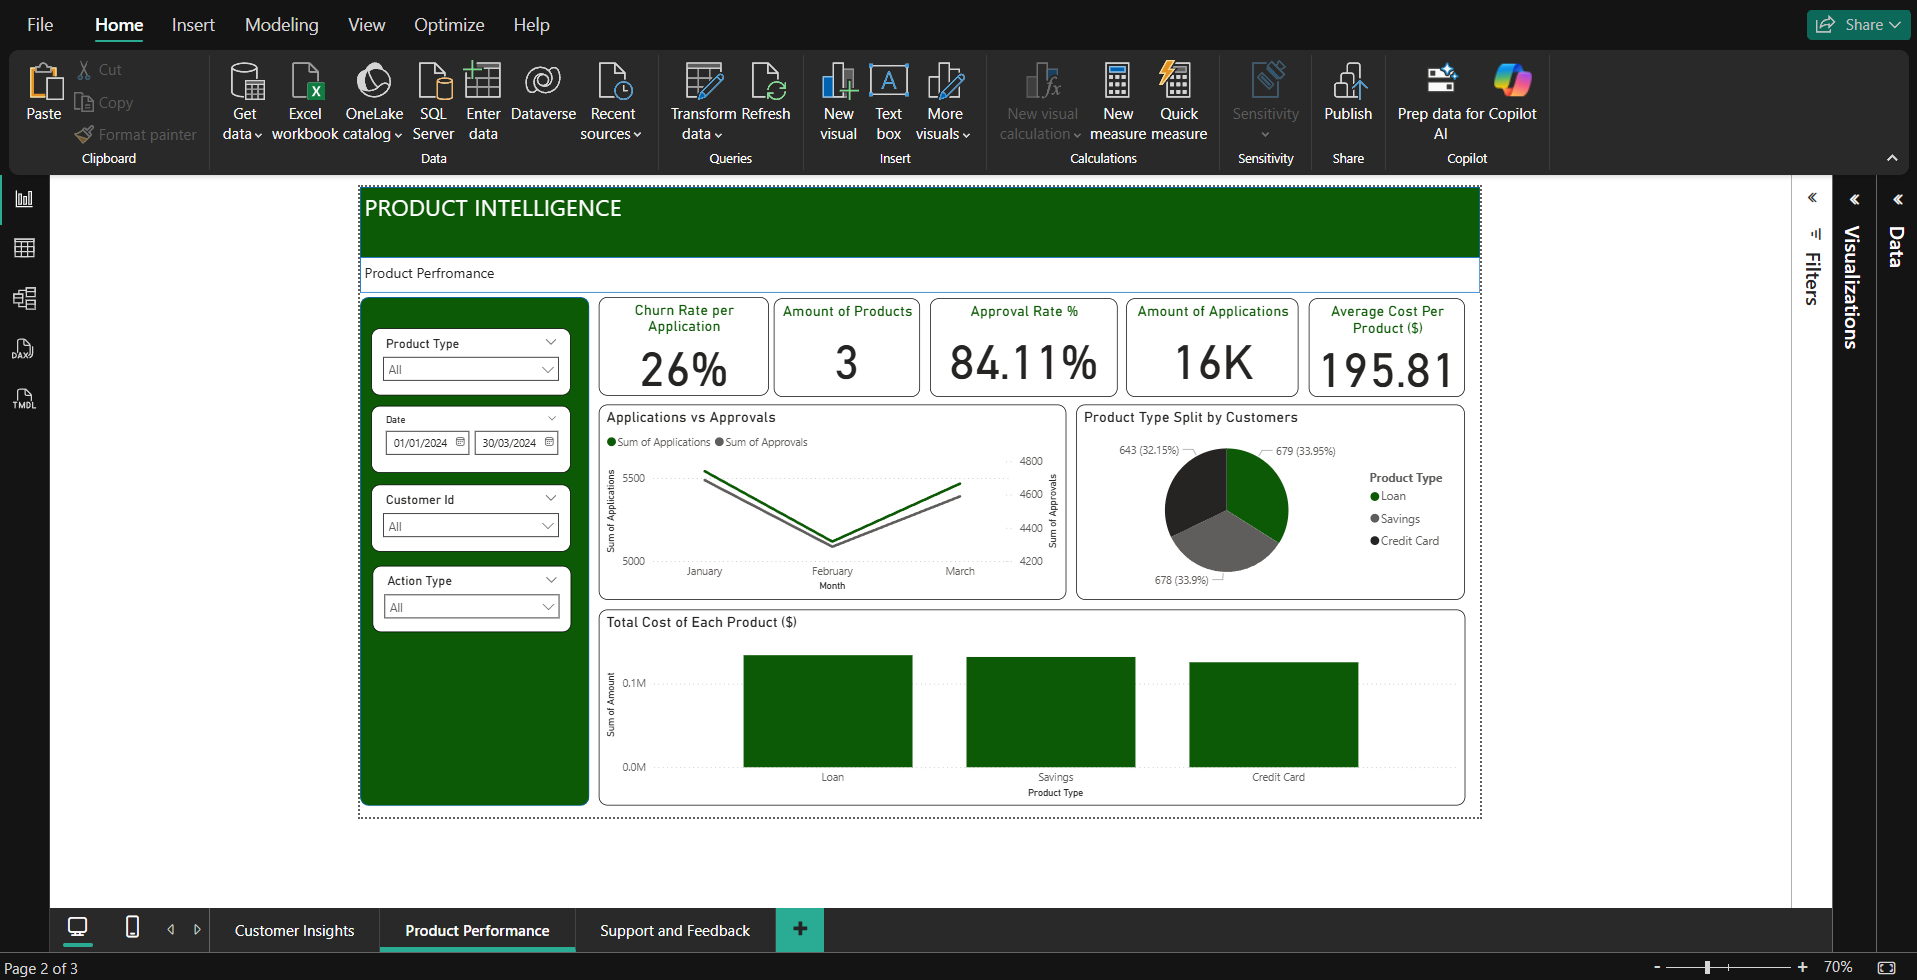 File Home Insert Modeling View Optimize Help
Share
Paste
Cut
Copy
Format painter
Clipboard
Get data
Excel workbook
OneLake catalog
SQL Server
Enter data
Dataverse
Recent sources
Data
Transform data
Refresh
Queries
New visual
Text box
More visuals
Insert
New visual calculation
New measure
Quick measure
Calculations
Sensitivity
Sensitivity
Publish
Share
Prep data for AI
Copilot
Copilot
DAX
TMDL
PRODUCT INTELLIGENCE
Product Perfromance
Product Type
All
Date
01/01/2024
30/03/2024
Customer Id
All
Action Type
All
Churn Rate per Application
26%
Amount of Products
3
Approval Rate %
84.11%
Amount of Applications
16K
Average Cost Per Product ($)
195.81
Applications vs Approvals
Sum of Applications Sum of Approvals
Sum of Applications
5500
5000
4800
4600
4400
4200
Sum of Approvals
January February March
Month
Product Type Split by Customers
643 (32.15%)
679 (33.95%)
678 (33.9%)
Product Type
Loan
Savings
Credit Card
Total Cost of Each Product ($)
Sum of Amount
0.1M
0.0M
Loan Savings Credit Card
Product Type
Filters
Visualizations
Data
Customer Insights
Product Performance
Support and Feedback
+
Page 2 of 3
- + 70%